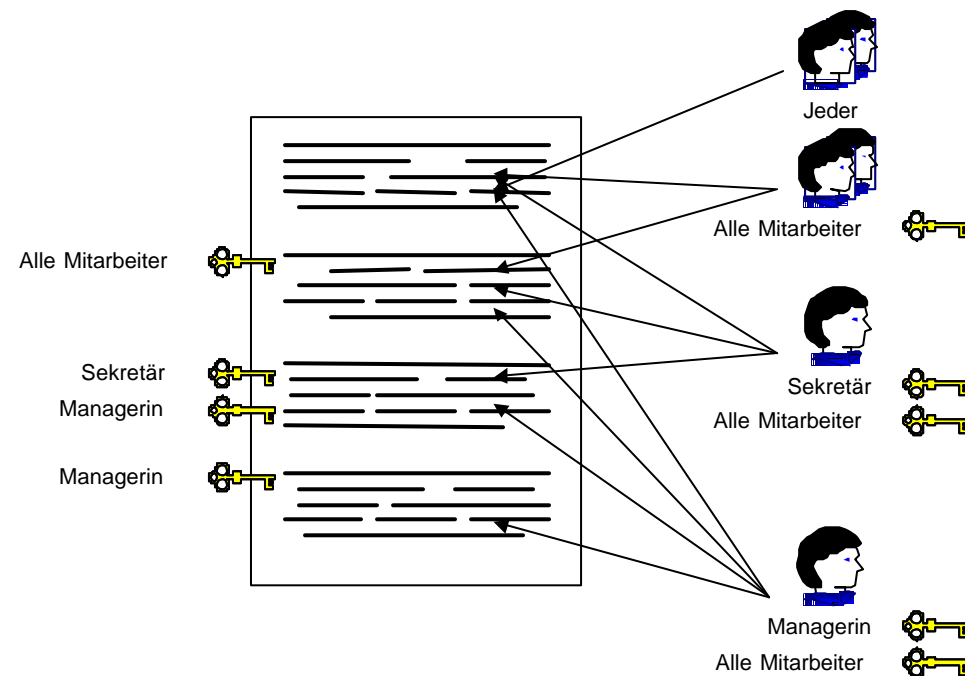 Jeder
Alle Mitarbeiter
Alle Mitarbeiter
Sekretär
Managerin
Managerin
Sekretär
Alle Mitarbeiter
Managerin
Alle Mitarbeiter